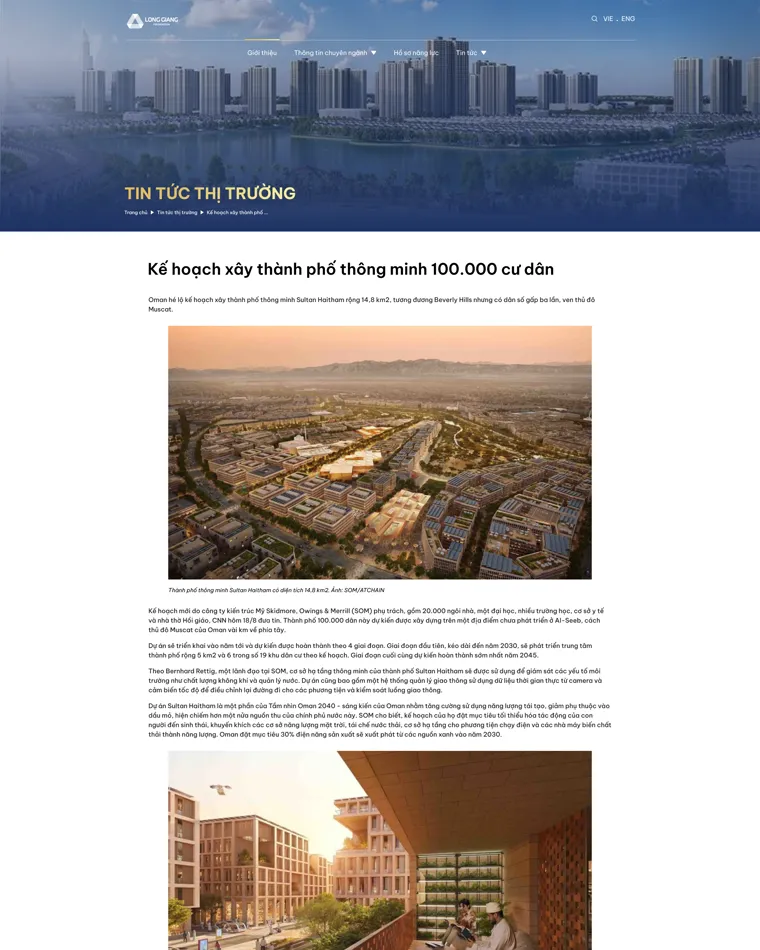 LONG GIANG
VIE . ENG
Giới thiệu
Thông tin chuyên ngành
Hồ sơ năng lực
Tin tức
TIN TỨC THỊ TRƯỜNG
Trang chủ ▶ Tin tức thị trường ▶ Kế hoạch xây thành phố ...
Kế hoạch xây thành phố thông minh 100.000 cư dân
Oman hé lộ kế hoạch xây thành phố thông minh Sultan Haitham rộng 14,8 km2, tương đương Beverly Hills nhưng có dân số gấp ba lần, ven thủ đô
Muscat.
Thành phố thông minh Sultan Haitham có diện tích 14,8 km2. Ảnh: SOM/ATCHAIN
Kế hoạch mới do công ty kiến trúc Mỹ Skidmore, Owings & Merrill (SOM) phụ trách, gồm 20.000 ngôi nhà, một đại học, nhiều trường học, cơ sở y tế
và nhà thờ Hồi giáo, CNN hôm 18/8 đưa tin. Thành phố 100.000 dân này dự kiến được xây dựng trên một địa điểm chưa phát triển ở Al-Seeb, cách
thủ đô Muscat của Oman vài km về phía tây.
Dự án sẽ triển khai vào năm tới và dự kiến được hoàn thành theo 4 giai đoạn. Giai đoạn đầu tiên, kéo dài đến năm 2030, sẽ phát triển trung tâm
thành phố rộng 5 km2 và 6 trong số 19 khu dân cư theo kế hoạch. Giai đoạn cuối cùng dự kiến hoàn thành sớm nhất năm 2045.
Theo Bernhard Rettig, một lãnh đạo tại SOM, cơ sở hạ tầng thông minh của thành phố Sultan Haitham sẽ được sử dụng để giám sát các yếu tố môi
trường như chất lượng không khí và quản lý nước. Dự án cũng bao gồm một hệ thống quản lý giao thông sử dụng dữ liệu thời gian thực từ camera và
cảm biến tốc độ để điều chỉnh lại đường đi cho các phương tiện và kiểm soát luồng giao thông.
Dự án Sultan Haitham là một phần của Tầm nhìn Oman 2040 - sáng kiến của Oman nhằm tăng cường sử dụng năng lượng tái tạo, giảm phụ thuộc vào
dầu mỏ, hiện chiếm hơn một nửa nguồn thu của chính phủ nước này. SOM cho biết, kế hoạch của họ đặt mục tiêu tối thiểu hóa tác động của con
người đến sinh thái, khuyến khích các cơ sở năng lượng mặt trời, tái chế nước thải, cơ sở hạ tầng cho phương tiện chạy điện và các nhà máy biến chất
thải thành năng lượng. Oman đặt mục tiêu 30% điện năng sản xuất sẽ xuất phát từ các nguồn xanh vào năm 2030.